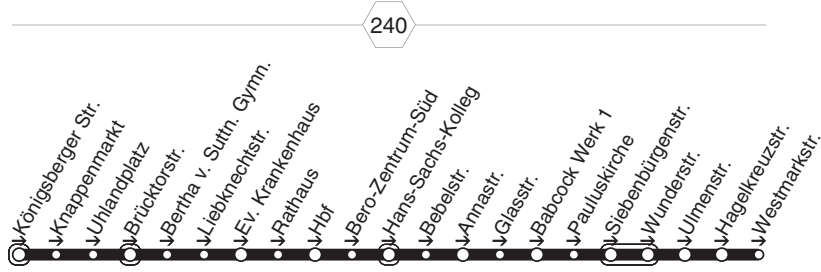 240
Königsberger Str.
Knappenmarkt
Uhlandplatz
Brücktorstr.
Bertha v. Suttn. Gymn.
Liebknechtstr.
Ev. Krankenhaus
Rathaus
Hbf
Bero-Zentrum-Süd
Hans-Sachs-Kolleg
Bebelstr.
Annastr.
Glasstr.
Babcock Werk 1
Pauluskirche
Siebenbürgenstr.
Wunderstr.
Ulmenstr.
Hagelkreuzstr.
Westmarkstr.